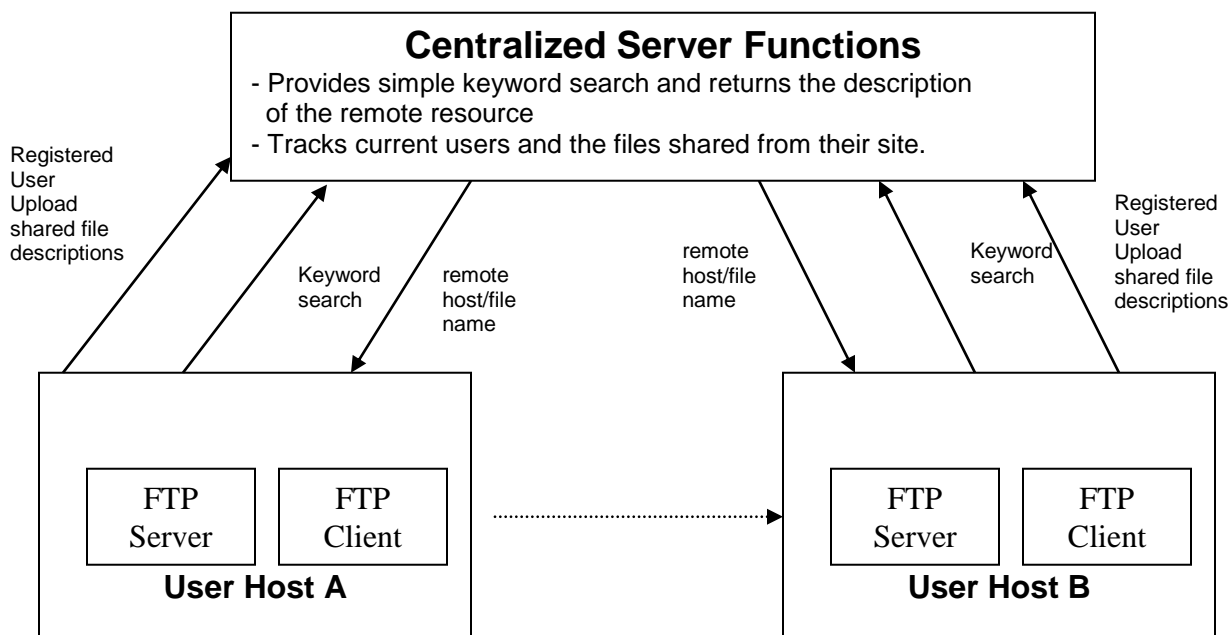 Centralized Server Functions
- Provides simple keyword search and returns the description
of the remote resource
- Tracks current users and the files shared from their site.
Registered
User
Upload
shared file
descriptions
Keyword
search
remote
host/file
name
remote
host/file
name
Keyword
search
Registered
User
Upload
shared file
descriptions
FTP
Server
FTP
Client
User Host A
FTP
Server
FTP
Client
User Host B